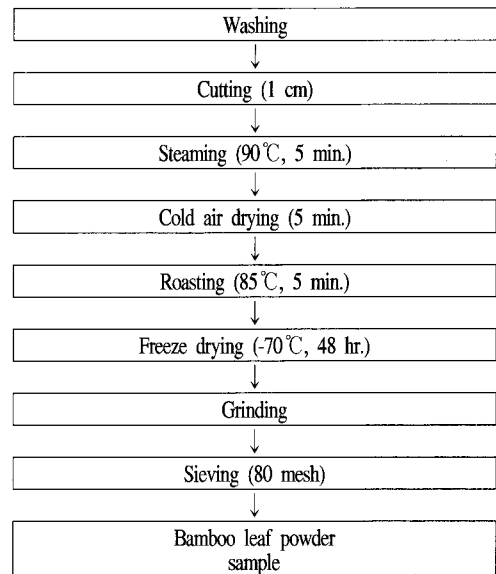 Washing
Cutting (1 cm)
Steaming (90℃, 5 min.)
Cold air drying (5 min.)
Roasting (85℃, 5 min.)
Freeze drying (-70℃, 48 hr.)
Grinding
Sieving (80 mesh)
Bamboo leaf powder
sample